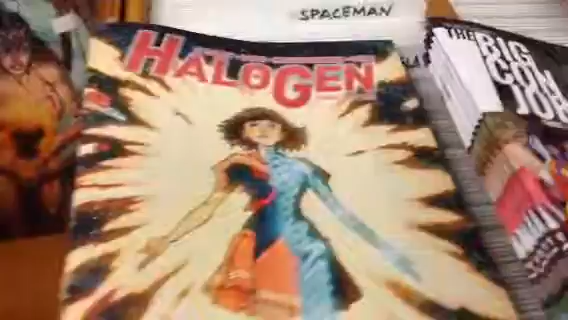 SPACEMAN
HALOGEN
THE
BIG
CON
JOB